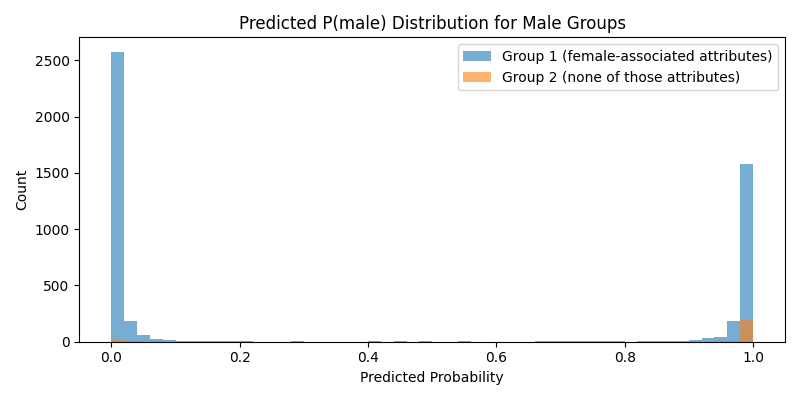 Predicted P(male) Distribution for Male Groups
Group 1 (female-associated attributes)
Group 2 (none of those attributes)
2500
2000
1500
1000
500
0
Count
0.0 0.2 0.4 0.6 0.8 1.0
Predicted Probability